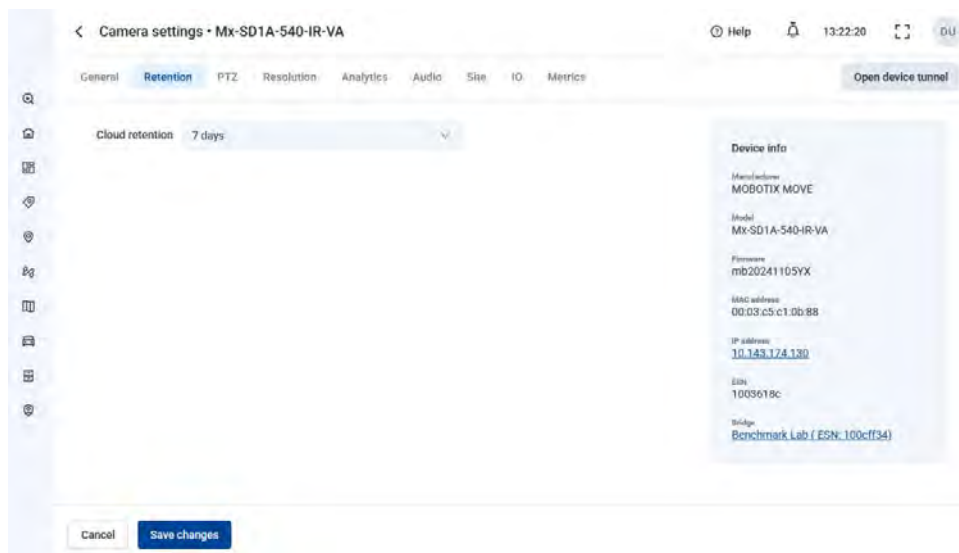 Camera settings • Mx-SD1A-540-IR-VA
Help
13:22:20
DU
General Retention PTZ Resolution Analytics Audio Site IO Metrics
Open device tunnel
Cloud retention 7 days
Device info
Manufacturer
MOBOTIX MOVE
Model
Mx-SD1A-540-IR-VA
Firmware
mb20241105YX
MAC address
00:03:c5:c1:0b:88
IP address
10.143.174.130
ESN
1003618c
Bridge
Benchmark Lab ( ESN: 100cff34)
Cancel
Save changes